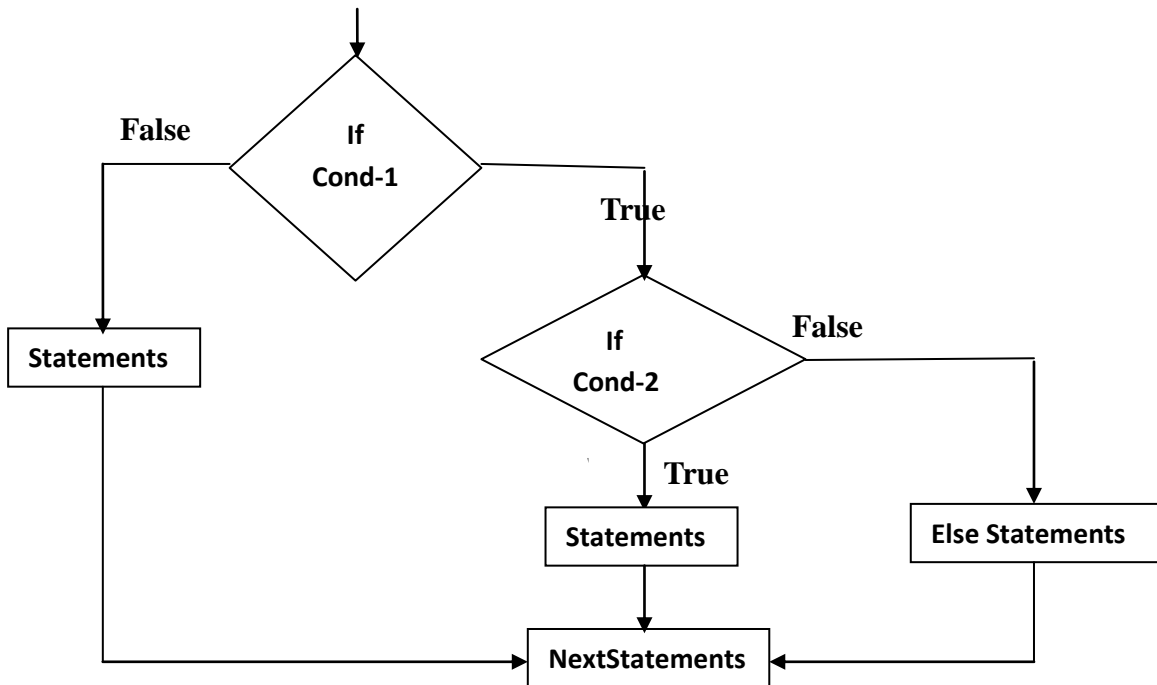 If
Cond-1
False
True
Statements
If
Cond-2
False
True
Statements
Else Statements
NextStatements